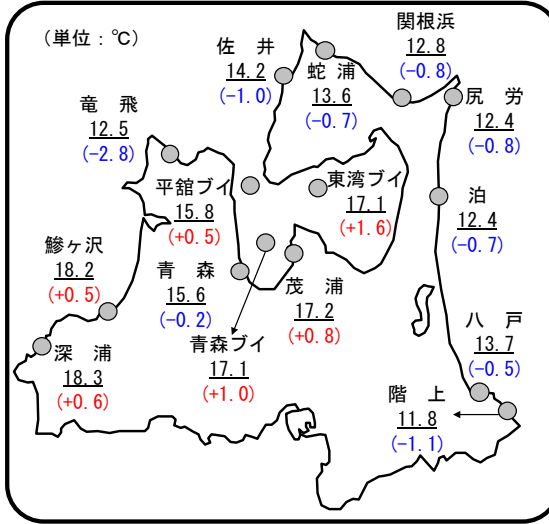 (単位：℃)
関根浜
12.8
(−0.8)
佐井
14.2
(−1.0)
蛇浦
13.6
(−0.7)
尻労
12.4
(−0.8)
竜飛
12.5
(−2.8)
平舘ブイ
15.8
(+0.5)
東湾ブイ
17.1
(+1.6)
泊
12.4
(−0.7)
鰺ヶ沢
18.2
(+0.5)
青森
15.6
(−0.2)
茂浦
17.2
(+0.8)
青森ブイ
17.1
(+1.0)
深浦
18.3
(+0.6)
八戸
13.7
(−0.5)
階上
11.8
(−1.1)